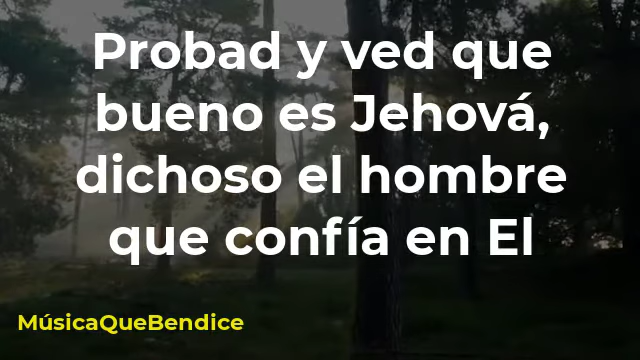 Probad y ved que
bueno es Jehová,
dichoso el hombre
que confía en El
MúsicaQueBendice